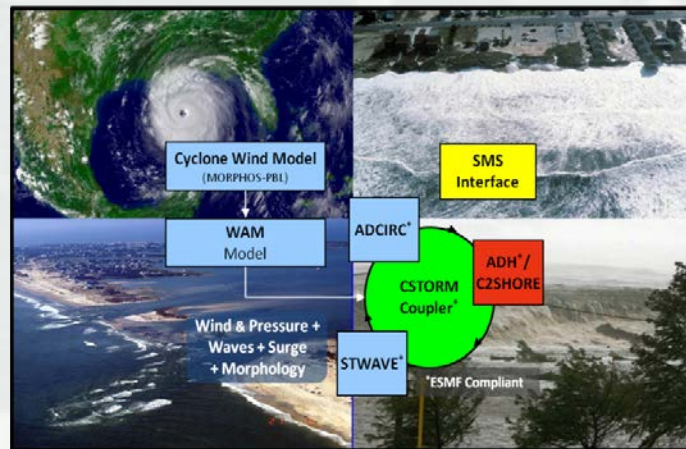 Cyclone Wind Model
(MORPHOS-PBL)
SMS
Interface
WAM
Model
ADCIRC⁺
ADH⁺/
C2SHORE
CSTORM
Coupler⁺
Wind & Pressure +
Waves + Surge
+ Morphology
STWAVE⁺
⁺ESMF Compliant